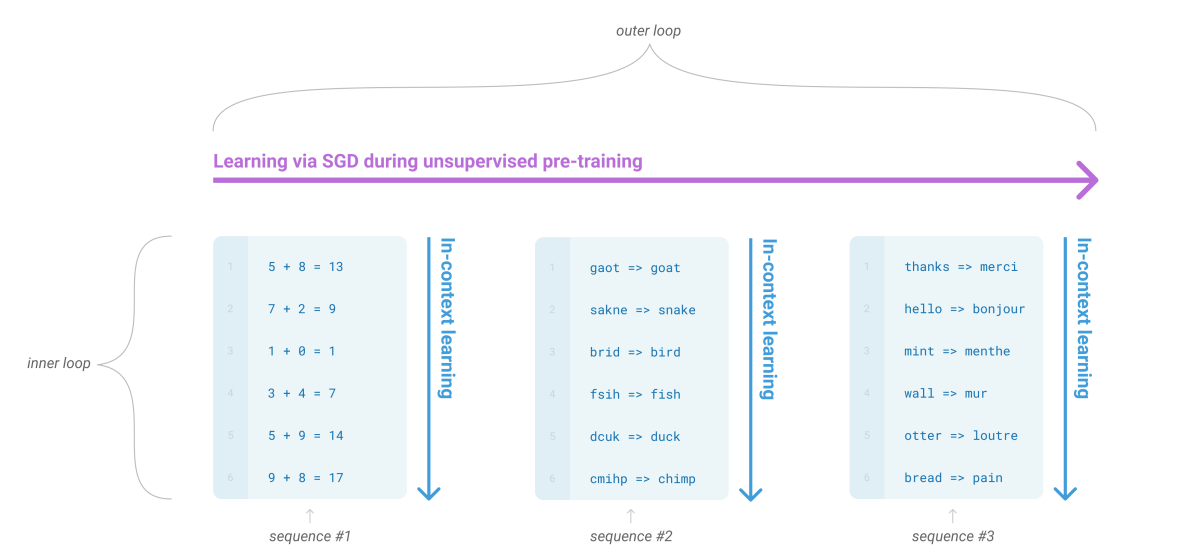 outer loop
Learning via SGD during unsupervised pre-training
inner loop
1 5 + 8 = 13
2 7 + 2 = 9
3 1 + 0 = 1
4 3 + 4 = 7
5 5 + 9 = 14
6 9 + 8 = 17
In-context learning
sequence #1
1 gaot => goat
2 sakne => snake
3 brid => bird
4 fsih => fish
5 dcuk => duck
6 cmihp => chimp
In-context learning
sequence #2
1 thanks => merci
2 hello => bonjour
3 mint => menthe
4 wall => mur
5 otter => loutre
6 bread => pain
In-context learning
sequence #3